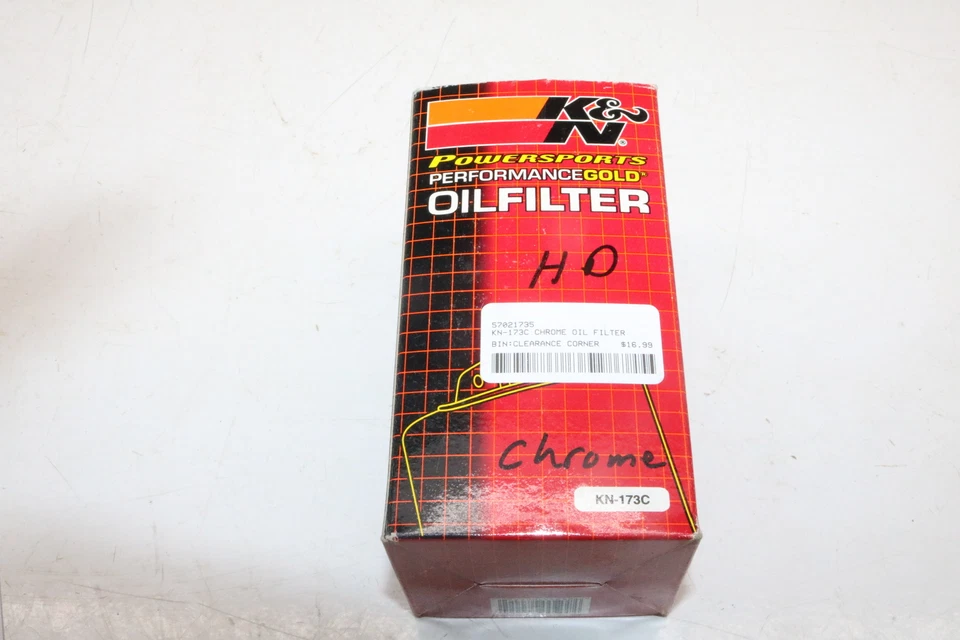 K&N®
POWERSPORTS
PERFORMANCEGOLD®
OILFILTER
HD
57021735
KN-173C CHROME OIL FILTER
BIN:CLEARANCE CORNER $16.99
Chrome
KN-173C